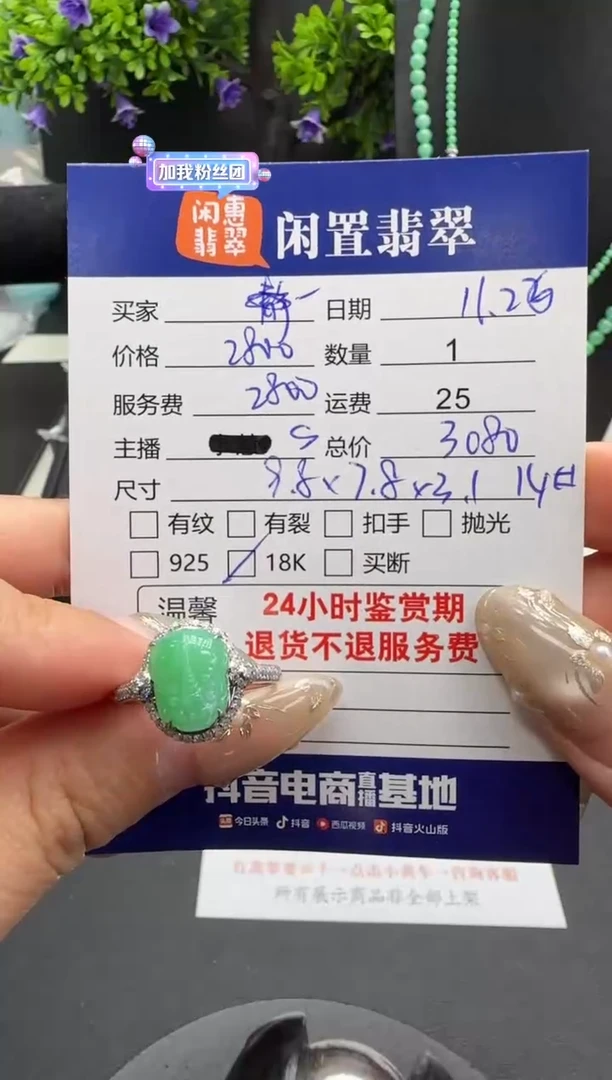 加我粉丝团
闲惠翡翠 闲置翡翠
买家 静 日期 11.26
价格 2800 数量 1
服务费 2800 运费 25
主播 总价 3080
尺寸 9.8×7.8×3.1 14
有纹 有裂 扣手 抛光
925 18K 买断
温馨 24小时鉴赏期
退货不退服务费
抖音电商直播基地
头条 今日头条 抖音 西瓜视频 抖音火山版
所有展示商品非全部上架